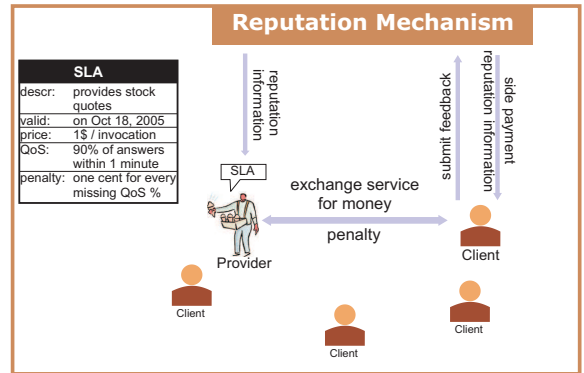 Reputation Mechanism
SLA
descr: provides stock
quotes
valid: on Oct 18, 2005
price: 1$ / invocation
QoS: 90% of answers
within 1 minute
penalty: one cent for every
missing QoS %
reputation
information
submit feedback
side payment
reputation information
SLA
exchange service
for money
penalty
Provider
Client
Client
Client
Client